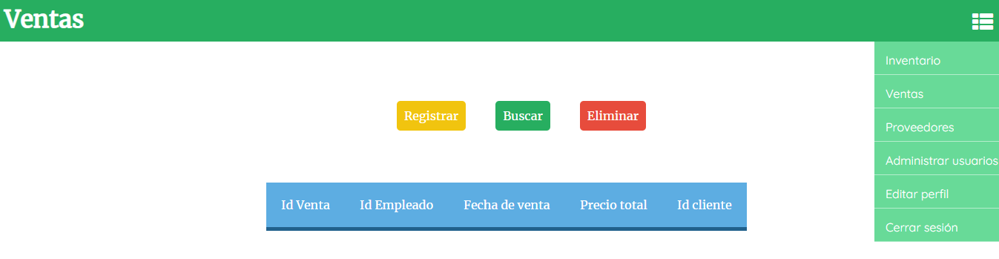 Ventas
Inventario
Ventas
Proveedores
Administrar usuarios
Editar perfil
Cerrar sesión
Registrar Buscar Eliminar
Id Venta Id Empleado Fecha de venta Precio total Id cliente